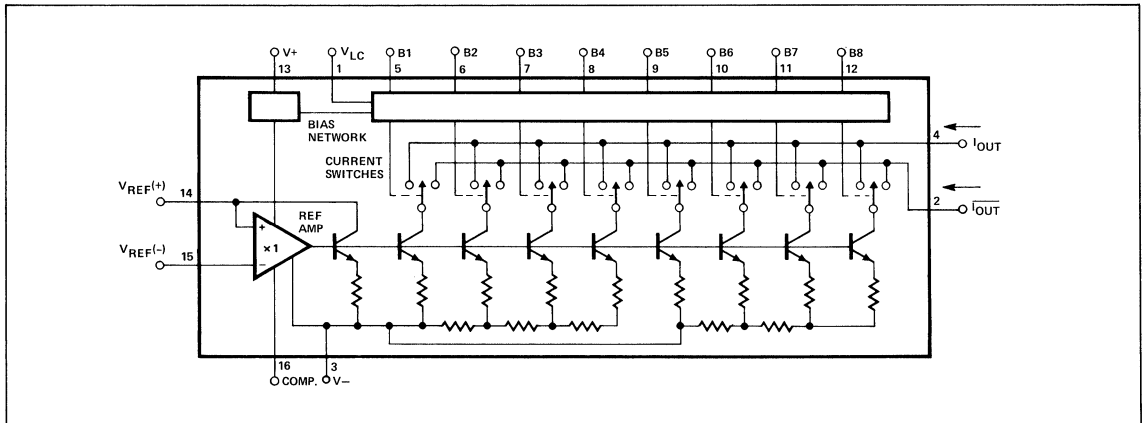 V+
13
VLC
1
B1
5
B2
6
B3
7
B4
8
B5
9
B6
10
B7
11
B8
12
BIAS
NETWORK
CURRENT
SWITCHES
4
IOUT
2
I̅O̅U̅T̅
VREF(+)
14
REF
AMP
+
×1
−
VREF(−)
15
16
COMP.
3
V−